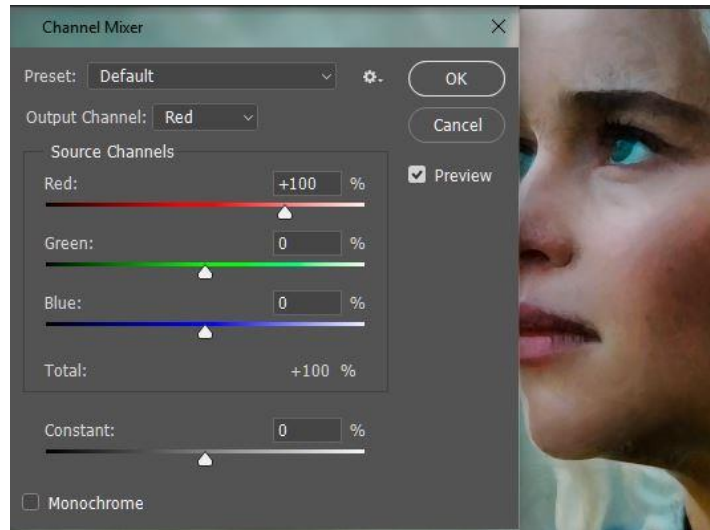 Channel Mixer
Preset: Default
OK
Output Channel: Red
Cancel
Source Channels
Preview
Red: +100 %
Green: 0 %
Blue: 0 %
Total: +100 %
Constant: 0 %
Monochrome